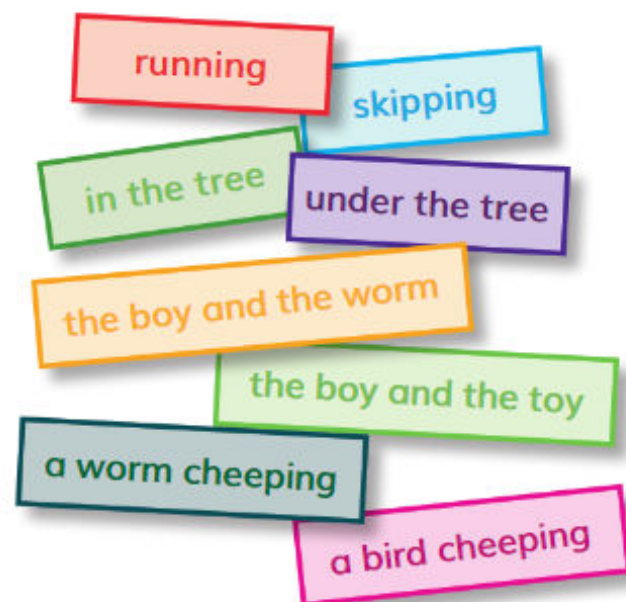 running
skipping
in the tree
under the tree
the boy and the worm
the boy and the toy
a worm cheeping
a bird cheeping